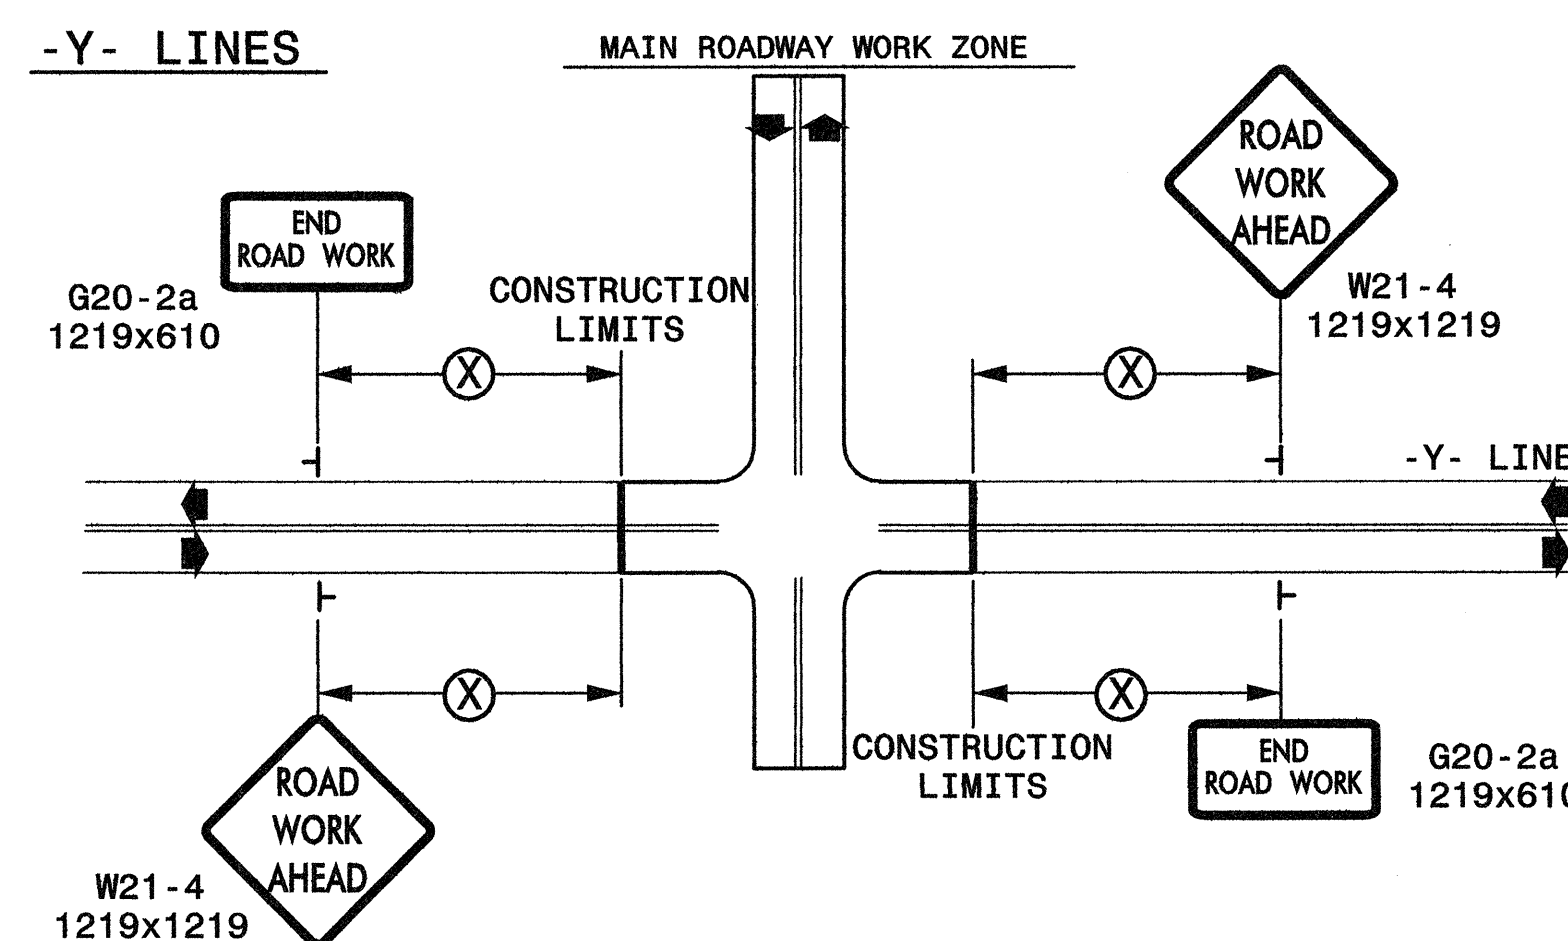 -Y- LINES
MAIN ROADWAY WORK ZONE
ROAD
WORK
AHEAD
W21-4
1219x1219
END
ROAD WORK
G20-2a
1219x610
CONSTRUCTION
LIMITS
X
X
-Y- LINE
X
X
ROAD
WORK
AHEAD
W21-4
1219x1219
CONSTRUCTION
LIMITS
END
ROAD WORK
G20-2a
1219x610